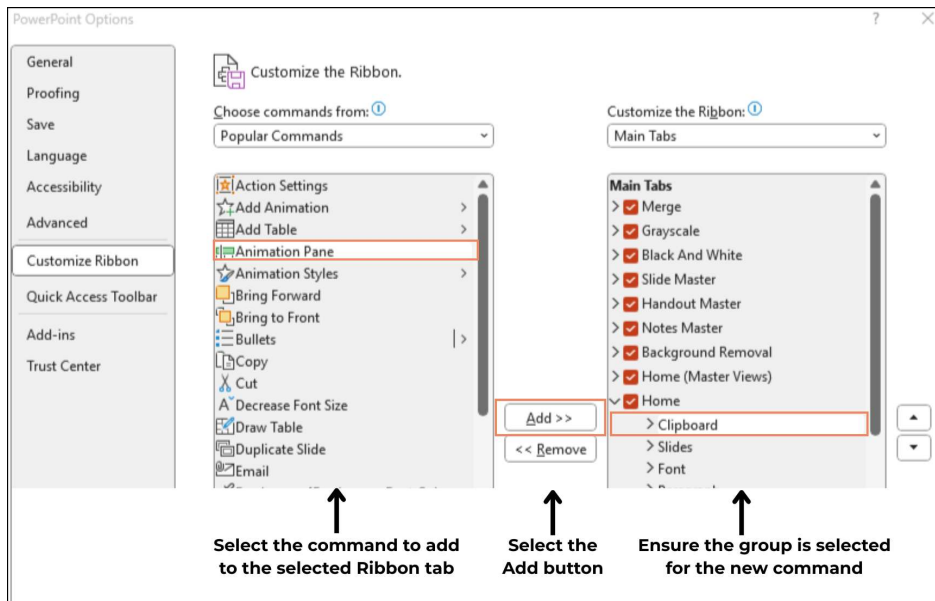 PowerPoint Options
?
General
Proofing
Save
Language
Accessibility
Advanced
Customize Ribbon
Quick Access Toolbar
Add-ins
Trust Center
Customize the Ribbon.
Choose commands from:
Popular Commands
Action Settings
Add Animation
Add Table
Animation Pane
Animation Styles
Bring Forward
Bring to Front
Bullets
Copy
Cut
Decrease Font Size
Draw Table
Duplicate Slide
Email
Add >>
<< Remove
Customize the Ribbon:
Main Tabs
Main Tabs
Merge
Grayscale
Black And White
Slide Master
Handout Master
Notes Master
Background Removal
Home (Master Views)
Home
Clipboard
Slides
Font
Select the command to add
to the selected Ribbon tab
Select the
Add button
Ensure the group is selected
for the new command